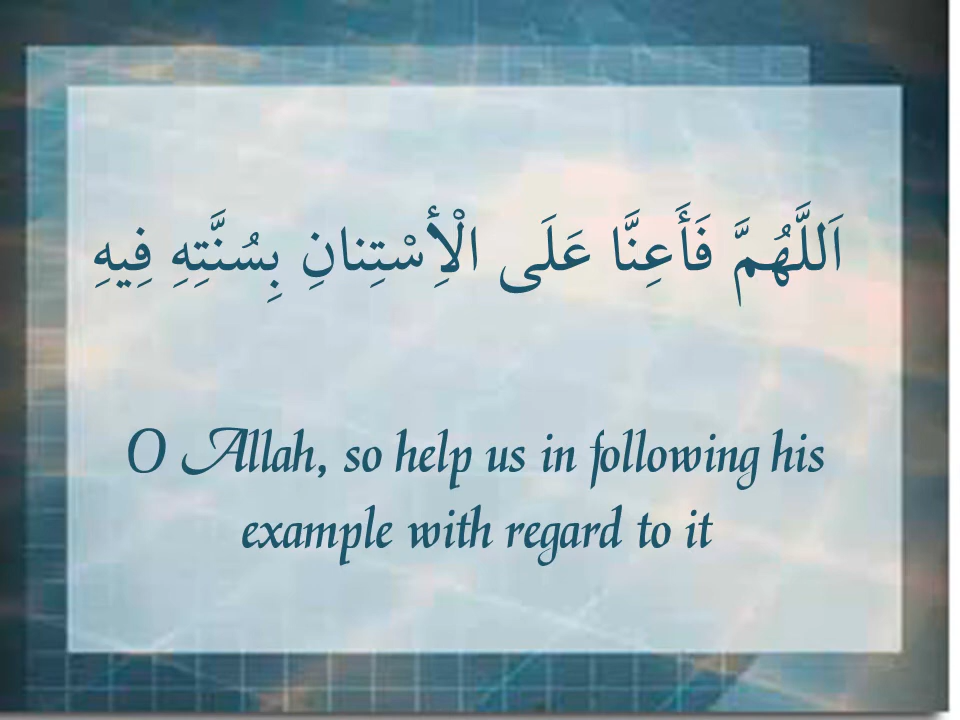 اَللَّهُمَّ فَأَعِنَّا عَلَى الْأِسْتِنانِ بِسُنَّتِهِ فِيهِ
O Allah, so help us in following his
example with regard to it